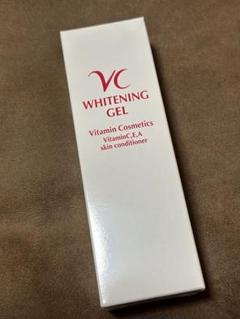 VC
WHITENING
GEL
Vitamin Cosmetics
VitaminC,E,A
skin conditioner